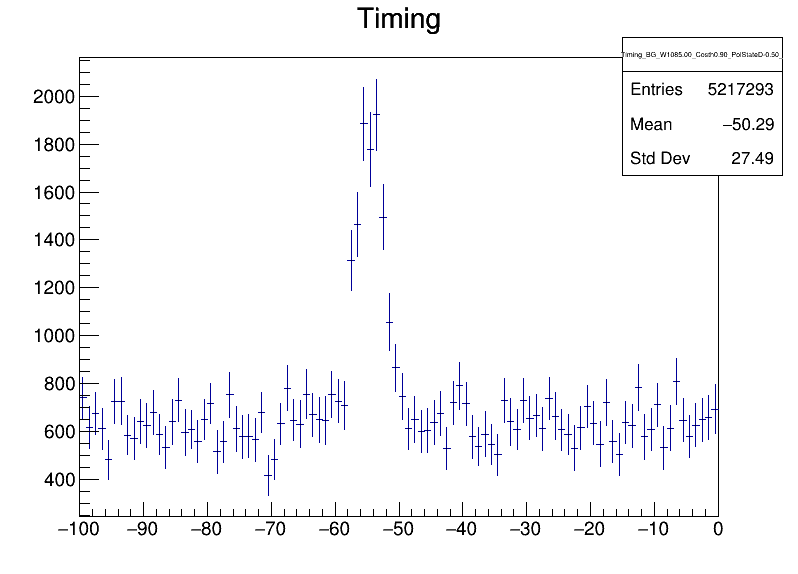 Timing
Timing_BG_W1085.00_Costh0.90_PolStateD-0.50_
Entries 5217293
Mean −50.29
Std Dev 27.49
2000
1800
1600
1400
1200
1000
800
600
400
−100 −90 −80 −70 −60 −50 −40 −30 −20 −10 0